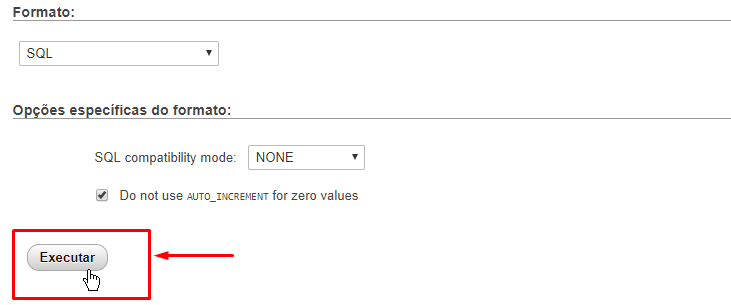 Formato:
SQL
Opções específicas do formato:
SQL compatibility mode: NONE
Do not use AUTO_INCREMENT for zero values
Executar